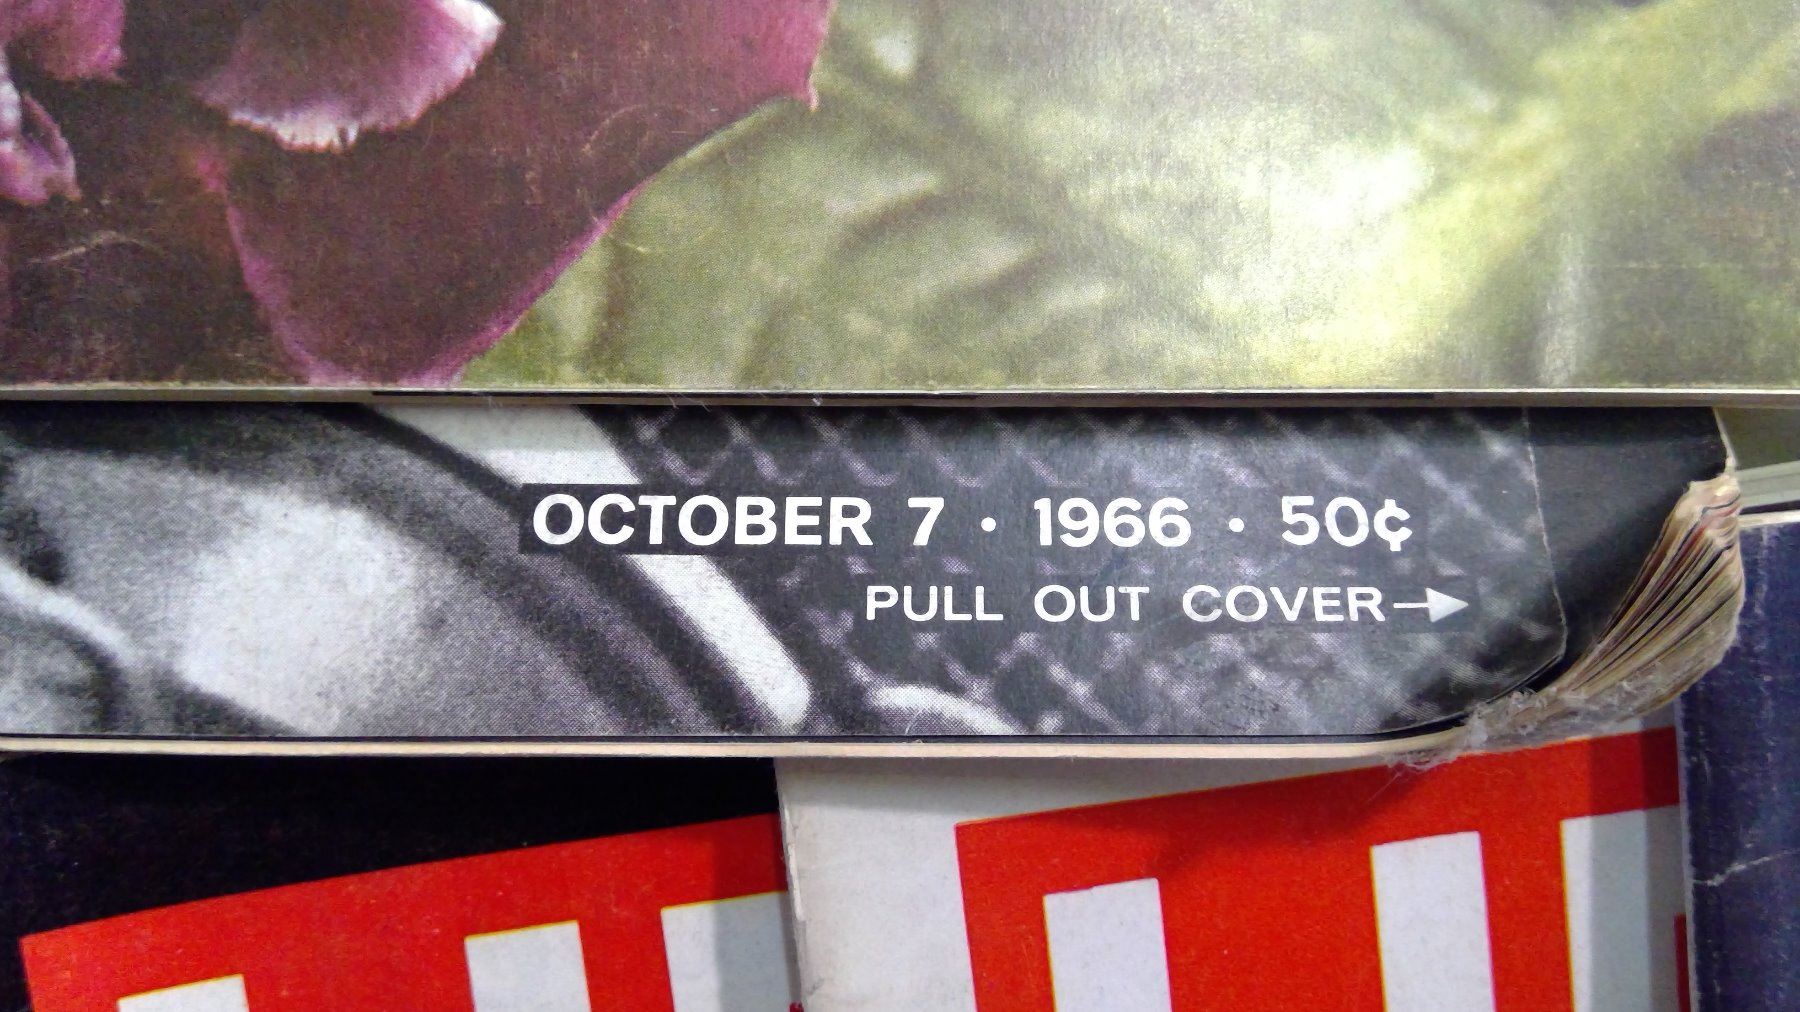 OCTOBER 7 · 1966 · 50¢
PULL OUT COVER→